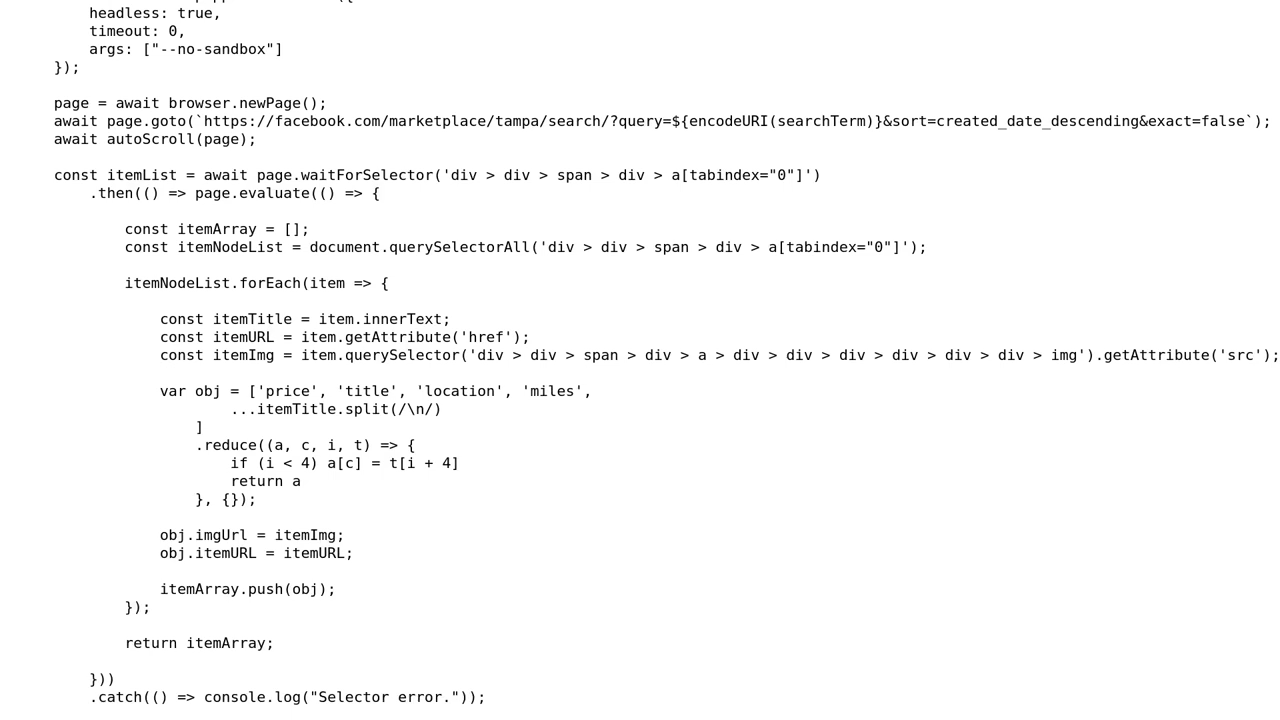 headless: true,
timeout: 0,
args: ["--no-sandbox"]
});
page = await browser.newPage();
await page.goto(`https://facebook.com/marketplace/tampa/search/?query=${encodeURI(searchTerm)}&sort=created_date_descending&exact=false`);
await autoScroll(page);
const itemList = await page.waitForSelector('div > div > span > div > a[tabindex="0"]')
.then(() => page.evaluate(() => {
const itemArray = [];
const itemNodeList = document.querySelectorAll('div > div > span > div > a[tabindex="0"]');
itemNodeList.forEach(item => {
const itemTitle = item.innerText;
const itemURL = item.getAttribute('href');
const itemImg = item.querySelector('div > div > span > div > a > div > div > div > div > div > div > img').getAttribute('src');
var obj = ['price', 'title', 'location', 'miles',
...itemTitle.split(/\n/)
]
.reduce((a, c, i, t) => {
if (i < 4) a[c] = t[i + 4]
return a
}, {});
obj.imgUrl = itemImg;
obj.itemURL = itemURL;
itemArray.push(obj);
});
return itemArray;
}))
.catch(() => console.log("Selector error."));